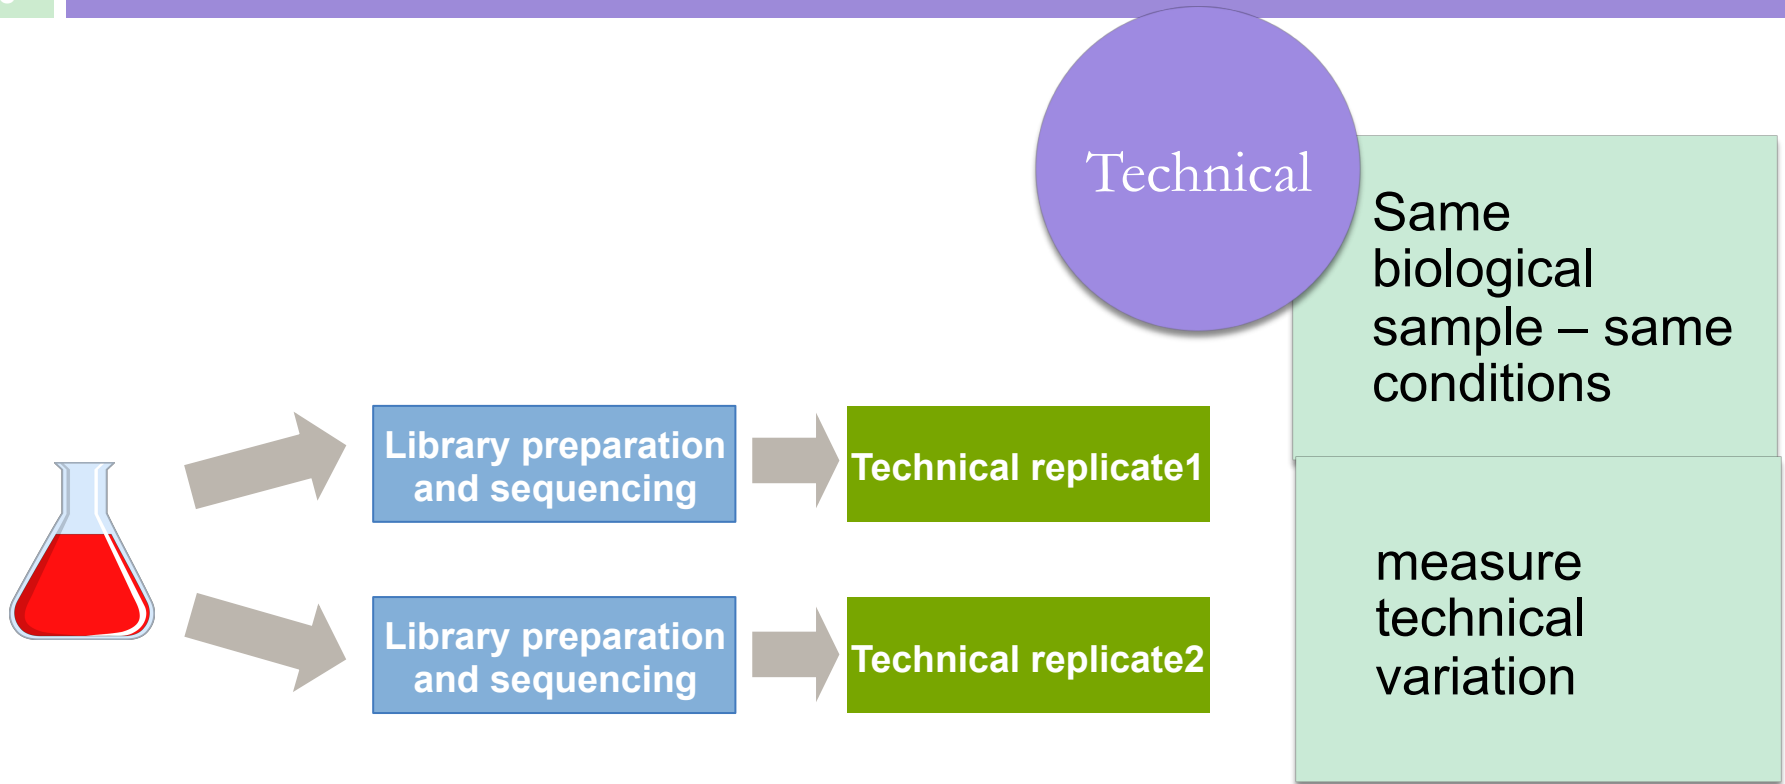 Technical
Same
biological
sample – same
conditions
Library preparation
and sequencing
Technical replicate1
Library preparation
and sequencing
Technical replicate2
measure
technical
variation